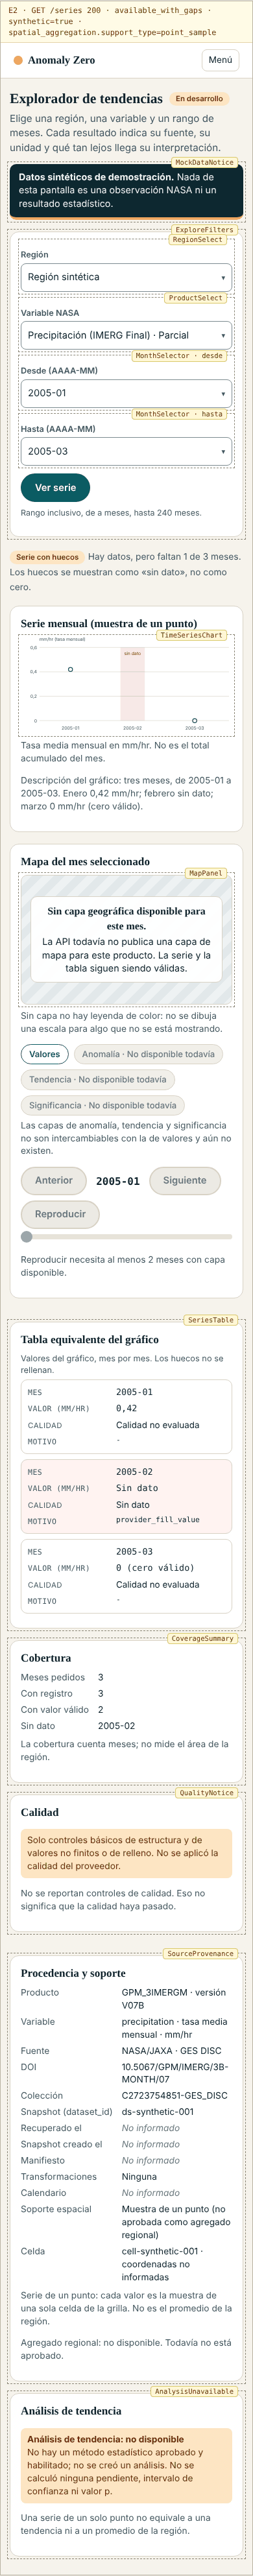 E2 · GET /series 200 · available_with_gaps ·
synthetic=true ·
spatial_aggregation.support_type=point_sample
Anomaly Zero
Menú
Explorador de tendencias
En desarrollo
Elige una región, una variable y un rango de
meses. Cada resultado indica su fuente, su
unidad y qué tan lejos llega su interpretación.
MockDataNotice
Datos sintéticos de demostración. Nada de
esta pantalla es una observación NASA ni un
resultado estadístico.
ExploreFilters
RegionSelect
Región
Región sintética
ProductSelect
Variable NASA
Precipitación (IMERG Final) · Parcial
MonthSelector · desde
Desde (AAAA-MM)
2005-01
MonthSelector · hasta
Hasta (AAAA-MM)
2005-03
Ver serie
Rango inclusivo, de a meses, hasta 240 meses.
Serie con huecos
Hay datos, pero faltan 1 de 3 meses.
Los huecos se muestran como «sin dato», no como
cero.
Serie mensual (muestra de un punto)
TimeSeriesChart
mm/hr (tasa mensual)
0,6
sin dato
0,4
0,2
0
2005-01
2005-02
2005-03
Tasa media mensual en mm/hr. No es el total
acumulado del mes.
Descripción del gráfico: tres meses, de 2005-01 a
2005-03. Enero 0,42 mm/hr; febrero sin dato;
marzo 0 mm/hr (cero válido).
Mapa del mes seleccionado
MapPanel
Sin capa geográfica disponible para
este mes.
La API todavía no publica una capa de
mapa para este producto. La serie y la
tabla siguen siendo válidas.
Sin capa no hay leyenda de color: no se dibuja
una escala para algo que no se está mostrando.
Valores
Anomalía · No disponible todavía
Tendencia · No disponible todavía
Significancia · No disponible todavía
Las capas de anomalía, tendencia y significancia
no son intercambiables con la de valores y aún no
existen.
Anterior
2005-01
Siguiente
Reproducir
Reproducir necesita al menos 2 meses con capa
disponible.
SeriesTable
Tabla equivalente del gráfico
Valores del gráfico, mes por mes. Los huecos no se
rellenan.
MES 2005-01
VALOR (MM/HR) 0,42
CALIDAD Calidad no evaluada
MOTIVO -
MES 2005-02
VALOR (MM/HR) Sin dato
CALIDAD Sin dato
MOTIVO provider_fill_value
MES 2005-03
VALOR (MM/HR) 0 (cero válido)
CALIDAD Calidad no evaluada
MOTIVO -
CoverageSummary
Cobertura
Meses pedidos 3
Con registro 3
Con valor válido 2
Sin dato 2005-02
La cobertura cuenta meses; no mide el área de la
región.
QualityNotice
Calidad
Solo controles básicos de estructura y de
valores no finitos o de relleno. No se aplicó la
calidad del proveedor.
No se reportan controles de calidad. Eso no
significa que la calidad haya pasado.
SourceProvenance
Procedencia y soporte
Producto GPM_3IMERGM · versión
V07B
Variable precipitation · tasa media
mensual · mm/hr
Fuente NASA/JAXA · GES DISC
DOI 10.5067/GPM/IMERG/3B-
MONTH/07
Colección C2723754851-GES_DISC
Snapshot (dataset_id) ds-synthetic-001
Recuperado el No informado
Snapshot creado el No informado
Manifiesto No informado
Transformaciones Ninguna
Calendario No informado
Soporte espacial Muestra de un punto (no
aprobada como agregado
regional)
Celda cell-synthetic-001 ·
coordenadas no
informadas
Serie de un punto: cada valor es la muestra de
una sola celda de la grilla. No es el promedio de la
región.
Agregado regional: no disponible. Todavía no está
aprobado.
AnalysisUnavailable
Análisis de tendencia
Análisis de tendencia: no disponible
No hay un método estadístico aprobado y
habilitado; no se creó un análisis. No se
calculó ninguna pendiente, intervalo de
confianza ni valor p.
Una serie de un solo punto no equivale a una
tendencia ni a un promedio de la región.